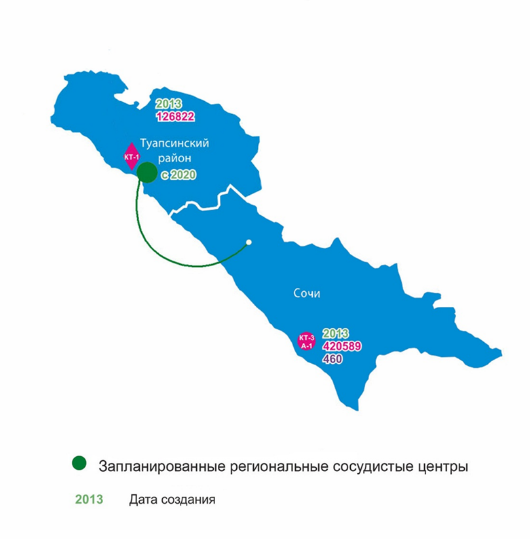 2013
126822
Туапсинский
район
КТ-1
с 2020
Сочи
КТ-3
А-1
2013
420589
460
Запланированные региональные сосудистые центры
2013 Дата создания